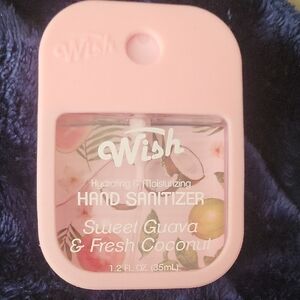 Wish
Wish
Hydrating & Moisturizing
HAND SANITIZER
Sweet Guava
& Fresh Coconut
1.2 FL. OZ. (35mL)